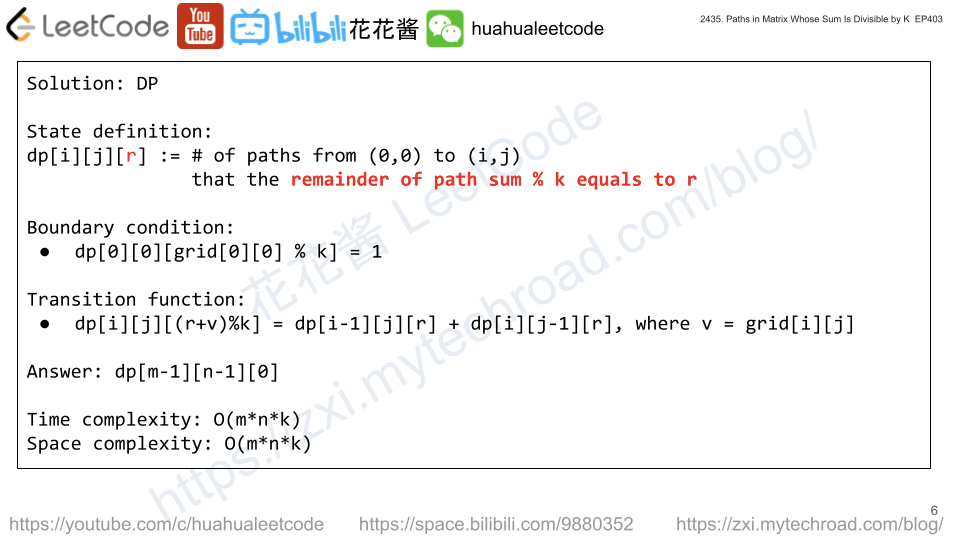 LeetCode
You
Tube
bilibili
花花酱
huahualeetcode
2435. Paths in Matrix Whose Sum Is Divisible by K EP403
Solution: DP
State definition:
dp[i][j][r] := # of paths from (0,0) to (i,j)
that the remainder of path sum % k equals to r
Boundary condition:
● dp[0][0][grid[0][0] % k] = 1
Transition function:
● dp[i][j][(r+v)%k] = dp[i-1][j][r] + dp[i][j-1][r], where v = grid[i][j]
Answer: dp[m-1][n-1][0]
Time complexity: O(m*n*k)
Space complexity: O(m*n*k)
花花酱 LeetCode
https://zxi.mytechroad.com/blog/
6
https://youtube.com/c/huahualeetcode
https://space.bilibili.com/9880352
https://zxi.mytechroad.com/blog/